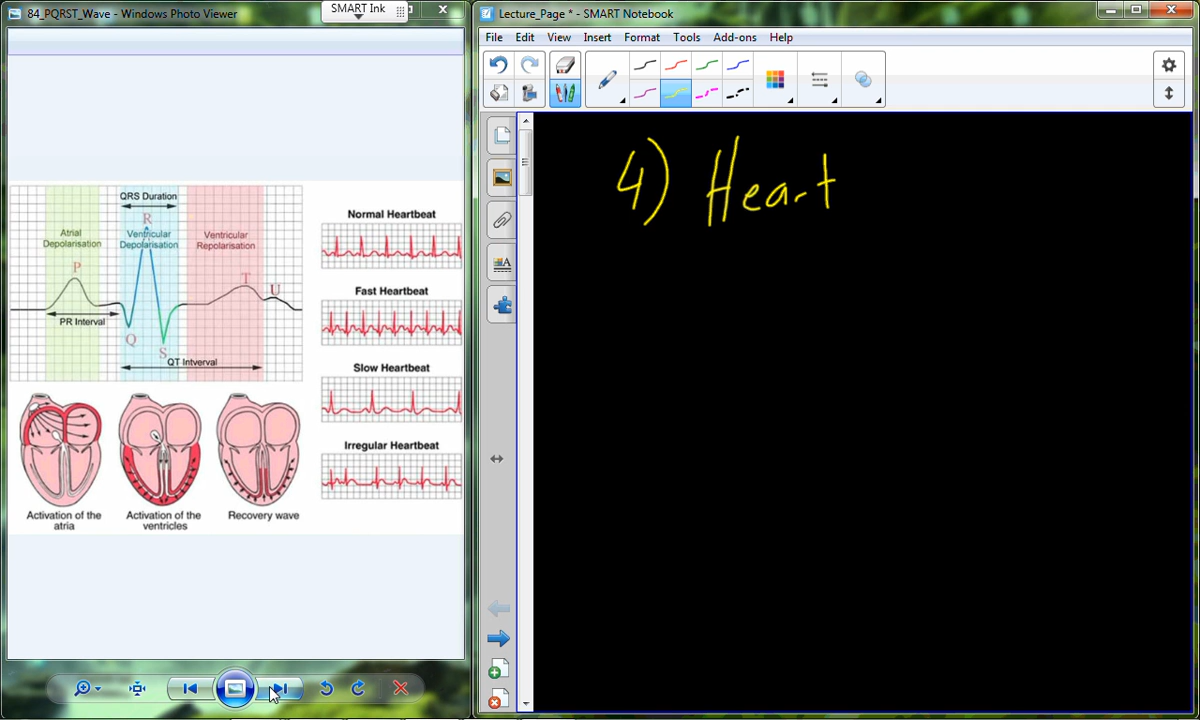 84_PQRST_Wave - Windows Photo Viewer
SMART Ink
QRS Duration
R
Atrial
Depolarisation
Ventricular
Depolarisation
Ventricular
Repolarisation
P
T
U
PR Interval
Q
S
QT Intverval
Activation of the
atria
Activation of the
ventricles
Recovery wave
Normal Heartbeat
Fast Heartbeat
Slow Heartbeat
Irregular Heartbeat
Lecture_Page * - SMART Notebook
File Edit View Insert Format Tools Add-ons Help
4) Heart